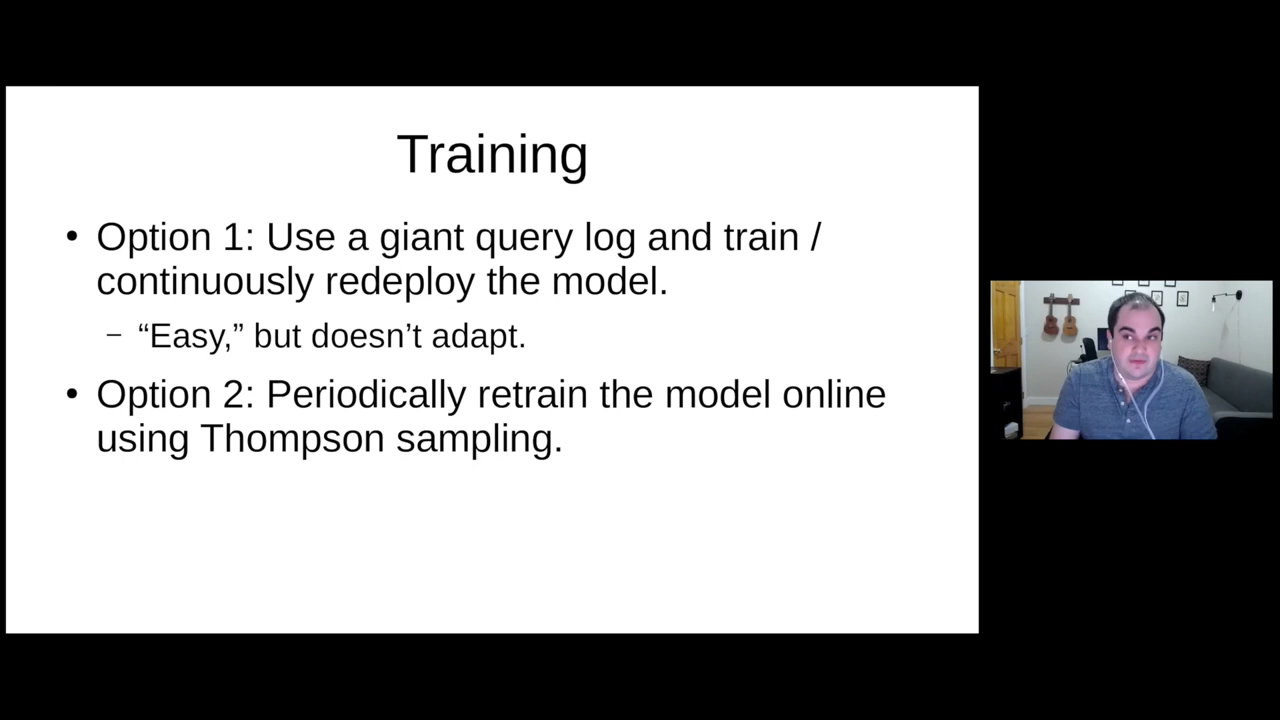 Training
• Option 1: Use a giant query log and train /
continuously redeploy the model.
– “Easy,” but doesn’t adapt.
• Option 2: Periodically retrain the model online
using Thompson sampling.